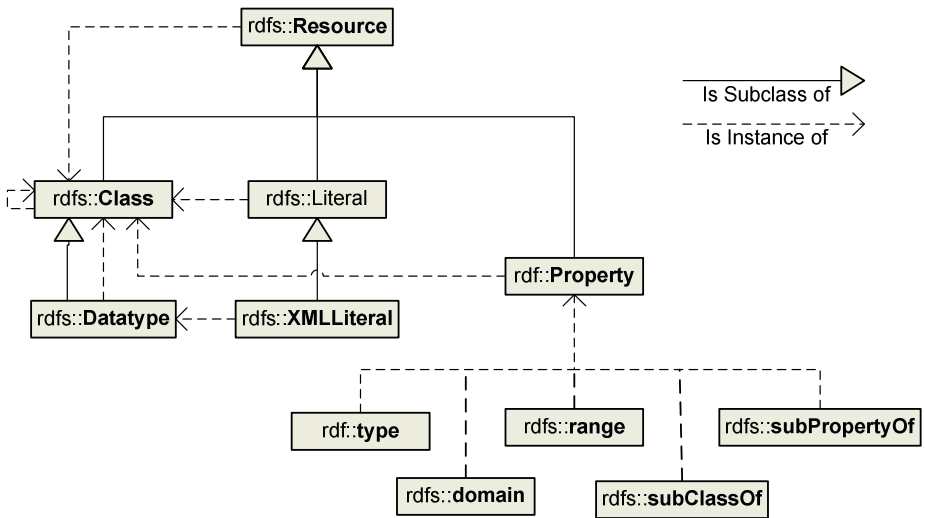 rdfs::Resource
Is Subclass of
Is Instance of
rdfs::Class
rdfs::Literal
rdf::Property
rdfs::Datatype
rdfs::XMLLiteral
rdf::type
rdfs::range
rdfs::subPropertyOf
rdfs::domain
rdfs::subClassOf